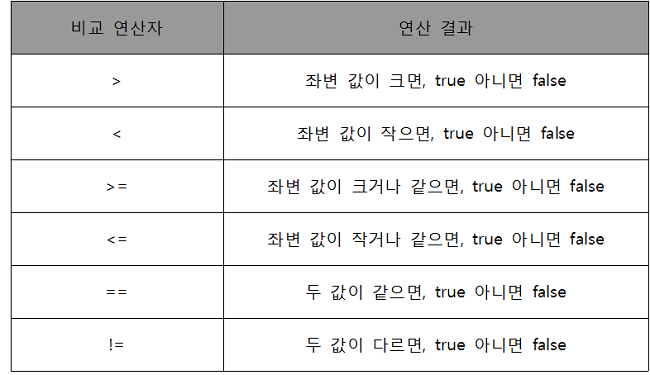 비교 연산자 연산 결과
> 좌변 값이 크면, true 아니면 false
< 좌변 값이 작으면, true 아니면 false
>= 좌변 값이 크거나 같으면, true 아니면 false
<= 좌변 값이 작거나 같으면, true 아니면 false
== 두 값이 같으면, true 아니면 false
!= 두 값이 다르면, true 아니면 false